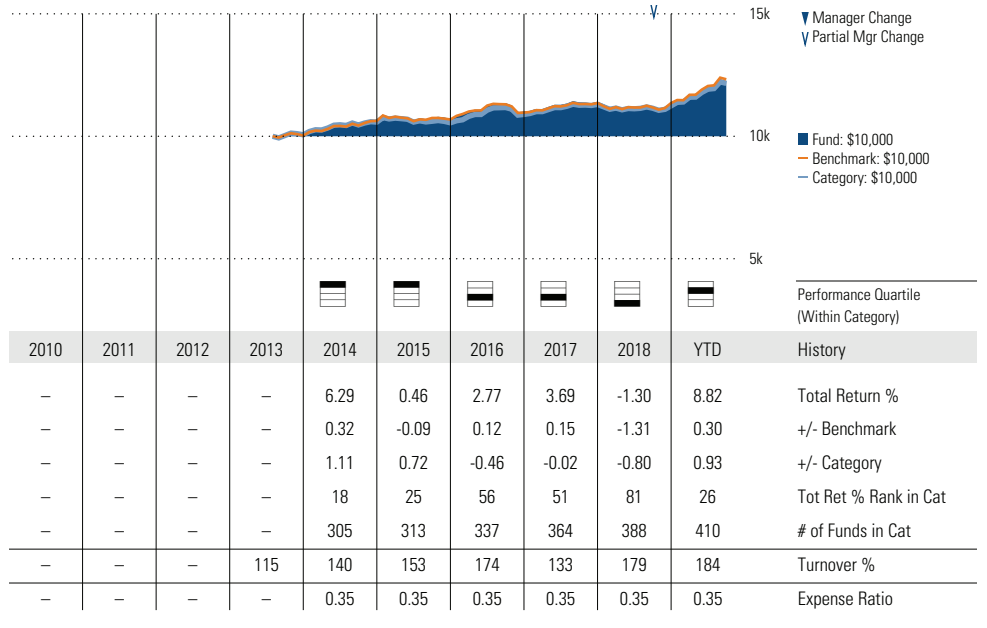 15k
Manager Change
Partial Mgr Change
10k
Fund: $10,000
Benchmark: $10,000
Category: $10,000
5k
Performance Quartile
(Within Category)
2010 2011 2012 2013 2014 2015 2016 2017 2018 YTD History
– – – – 6.29 0.46 2.77 3.69 -1.30 8.82 Total Return %
– – – – 0.32 -0.09 0.12 0.15 -1.31 0.30 +/- Benchmark
– – – – 1.11 0.72 -0.46 -0.02 -0.80 0.93 +/- Category
– – – – 18 25 56 51 81 26 Tot Ret % Rank in Cat
– – – – 305 313 337 364 388 410 # of Funds in Cat
– – – 115 140 153 174 133 179 184 Turnover %
– – – – 0.35 0.35 0.35 0.35 0.35 0.35 Expense Ratio